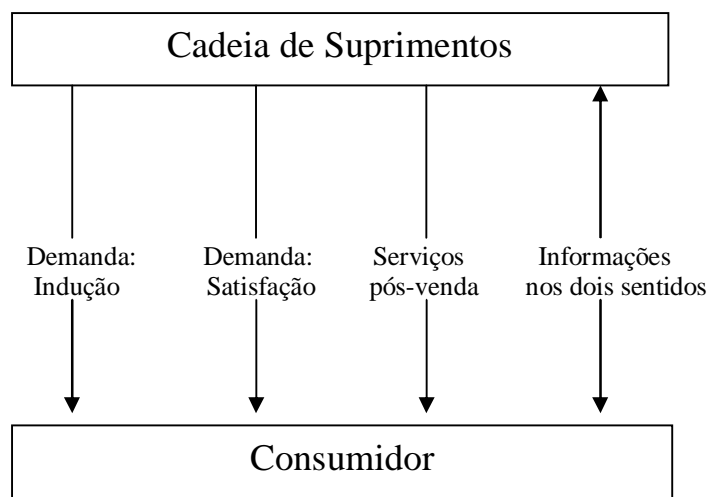 Cadeia de Suprimentos
Demanda:
Indução
Demanda:
Satisfação
Serviços
pós-venda
Informações
nos dois sentidos
Consumidor